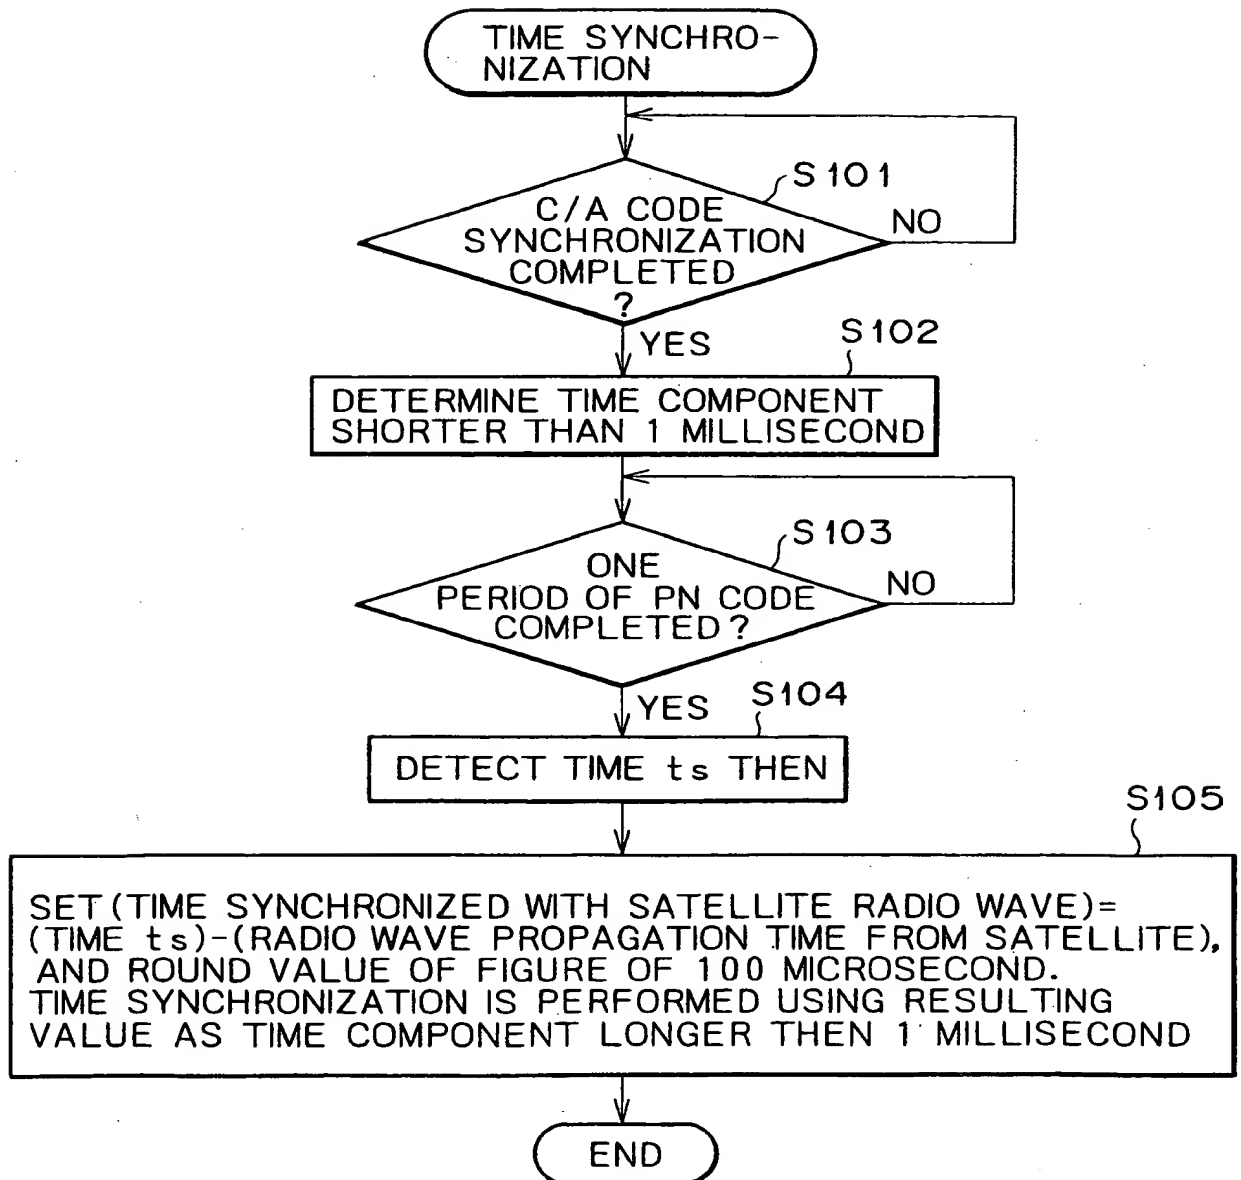 TIME SYNCHRO-
NIZATION
S101
C/A CODE
SYNCHRONIZATION
COMPLETED
?
NO
YES
S102
DETERMINE TIME COMPONENT
SHORTER THAN 1 MILLISECOND
S103
ONE
PERIOD OF PN CODE
COMPLETED?
NO
YES
S104
DETECT TIME ts THEN
S105
SET(TIME SYNCHRONIZED WITH SATELLITE RADIO WAVE)=
(TIME ts)-(RADIO WAVE PROPAGATION TIME FROM SATELLITE),
AND ROUND VALUE OF FIGURE OF 100 MICROSECOND.
TIME SYNCHRONIZATION IS PERFORMED USING RESULTING
VALUE AS TIME COMPONENT LONGER THEN 1 MILLISECOND
END